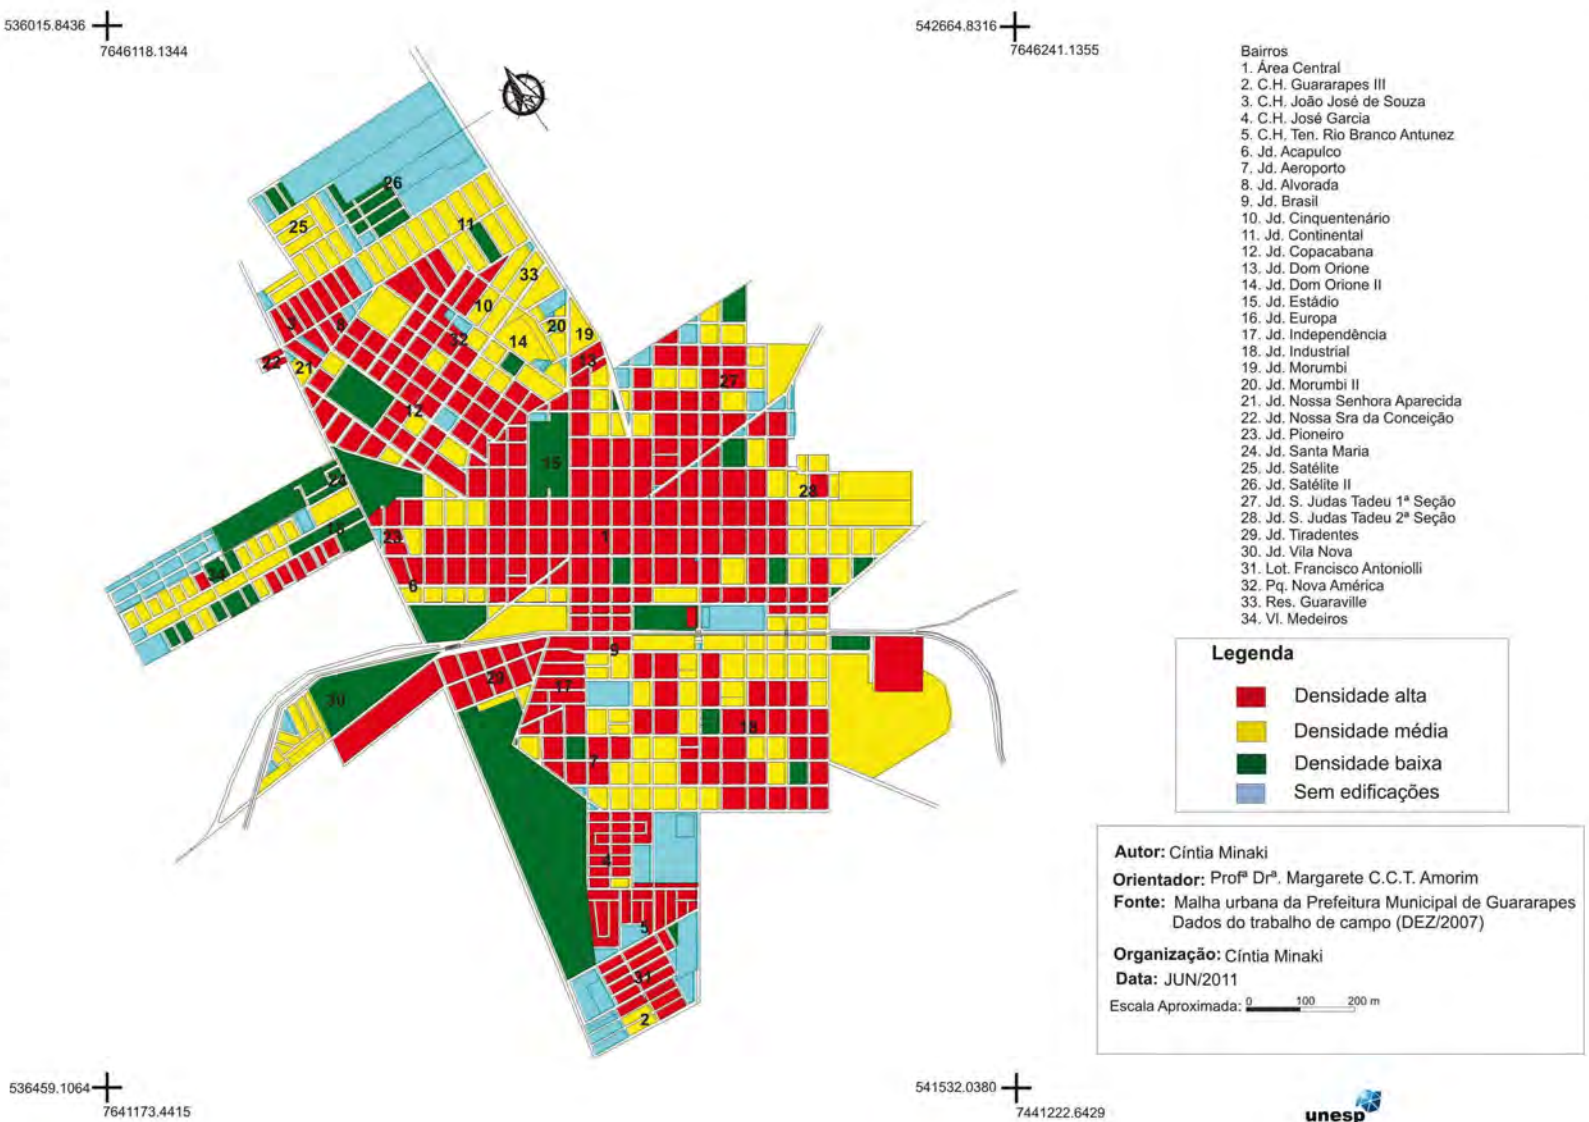 536015.8436
7646118.1344
542664.8316
7646241.1355
Bairros
1. Área Central
2. C.H. Guararapes III
3. C.H. João José de Souza
4. C.H. José Garcia
5. C.H. Ten. Rio Branco Antunez
6. Jd. Acapulco
7. Jd. Aeroporto
8. Jd. Alvorada
9. Jd. Brasil
10. Jd. Cinquentenário
11. Jd. Continental
12. Jd. Copacabana
13. Jd. Dom Orione
14. Jd. Dom Orione II
15. Jd. Estádio
16. Jd. Europa
17. Jd. Independência
18. Jd. Industrial
19. Jd. Morumbi
20. Jd. Morumbi II
21. Jd. Nossa Senhora Aparecida
22. Jd. Nossa Sra da Conceição
23. Jd. Pioneiro
24. Jd. Santa Maria
25. Jd. Satélite
26. Jd. Satélite II
27. Jd. S. Judas Tadeu 1ª Seção
28. Jd. S. Judas Tadeu 2ª Seção
29. Jd. Tiradentes
30. Jd. Vila Nova
31. Lot. Francisco Antoniolli
32. Pq. Nova América
33. Res. Guaraville
34. Vl. Medeiros
26
25
11
33
10
3
8
32
20
19
14
22
21
13
27
12
15
28
23
1
6
9
29
17
30
18
7
4
5
31
2
Legenda
Densidade alta
Densidade média
Densidade baixa
Sem edificações
Autor: Cíntia Minaki
Orientador: Profª Drª. Margarete C.C.T. Amorim
Fonte: Malha urbana da Prefeitura Municipal de Guararapes
Dados do trabalho de campo (DEZ/2007)
Organização: Cíntia Minaki
Data: JUN/2011
Escala Aproximada: 0 100 200 m
536459.1064
7641173.4415
541532.0380
7441222.6429
unesp